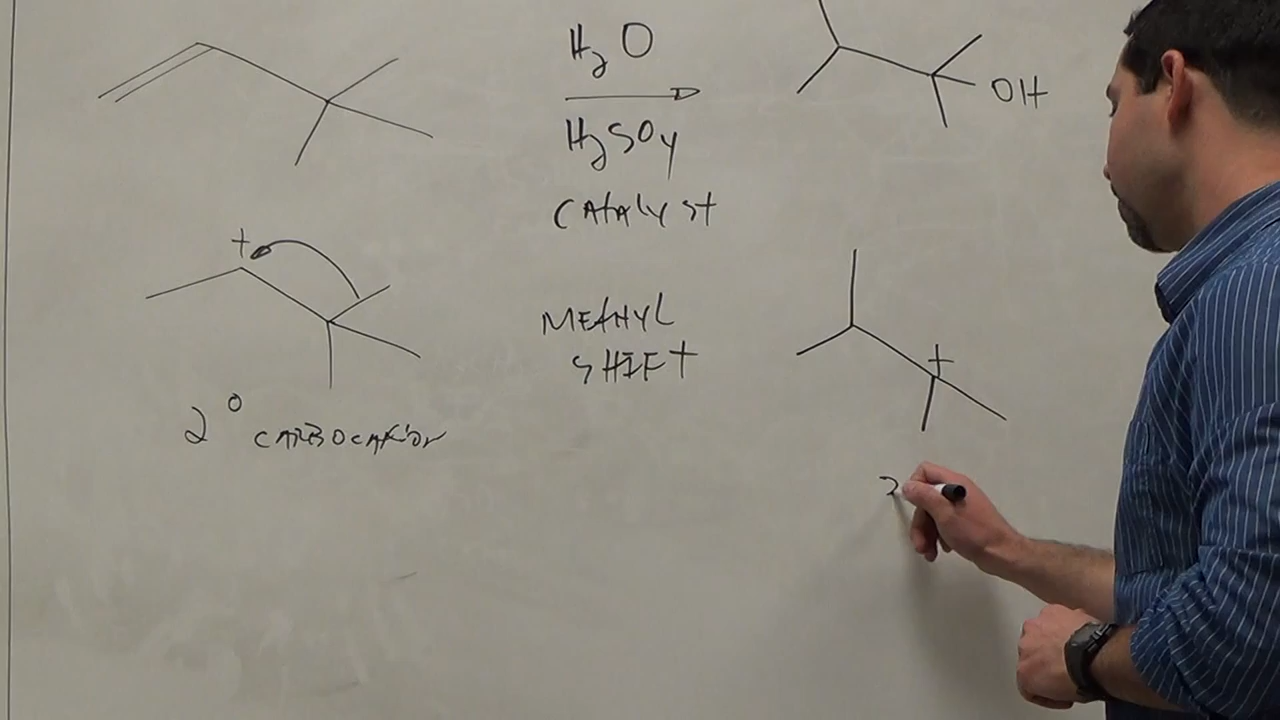 H₂O
H₂SO₄
CATALYST
OH
+
METHYL
SHIFT
+
2° CARBOCATION